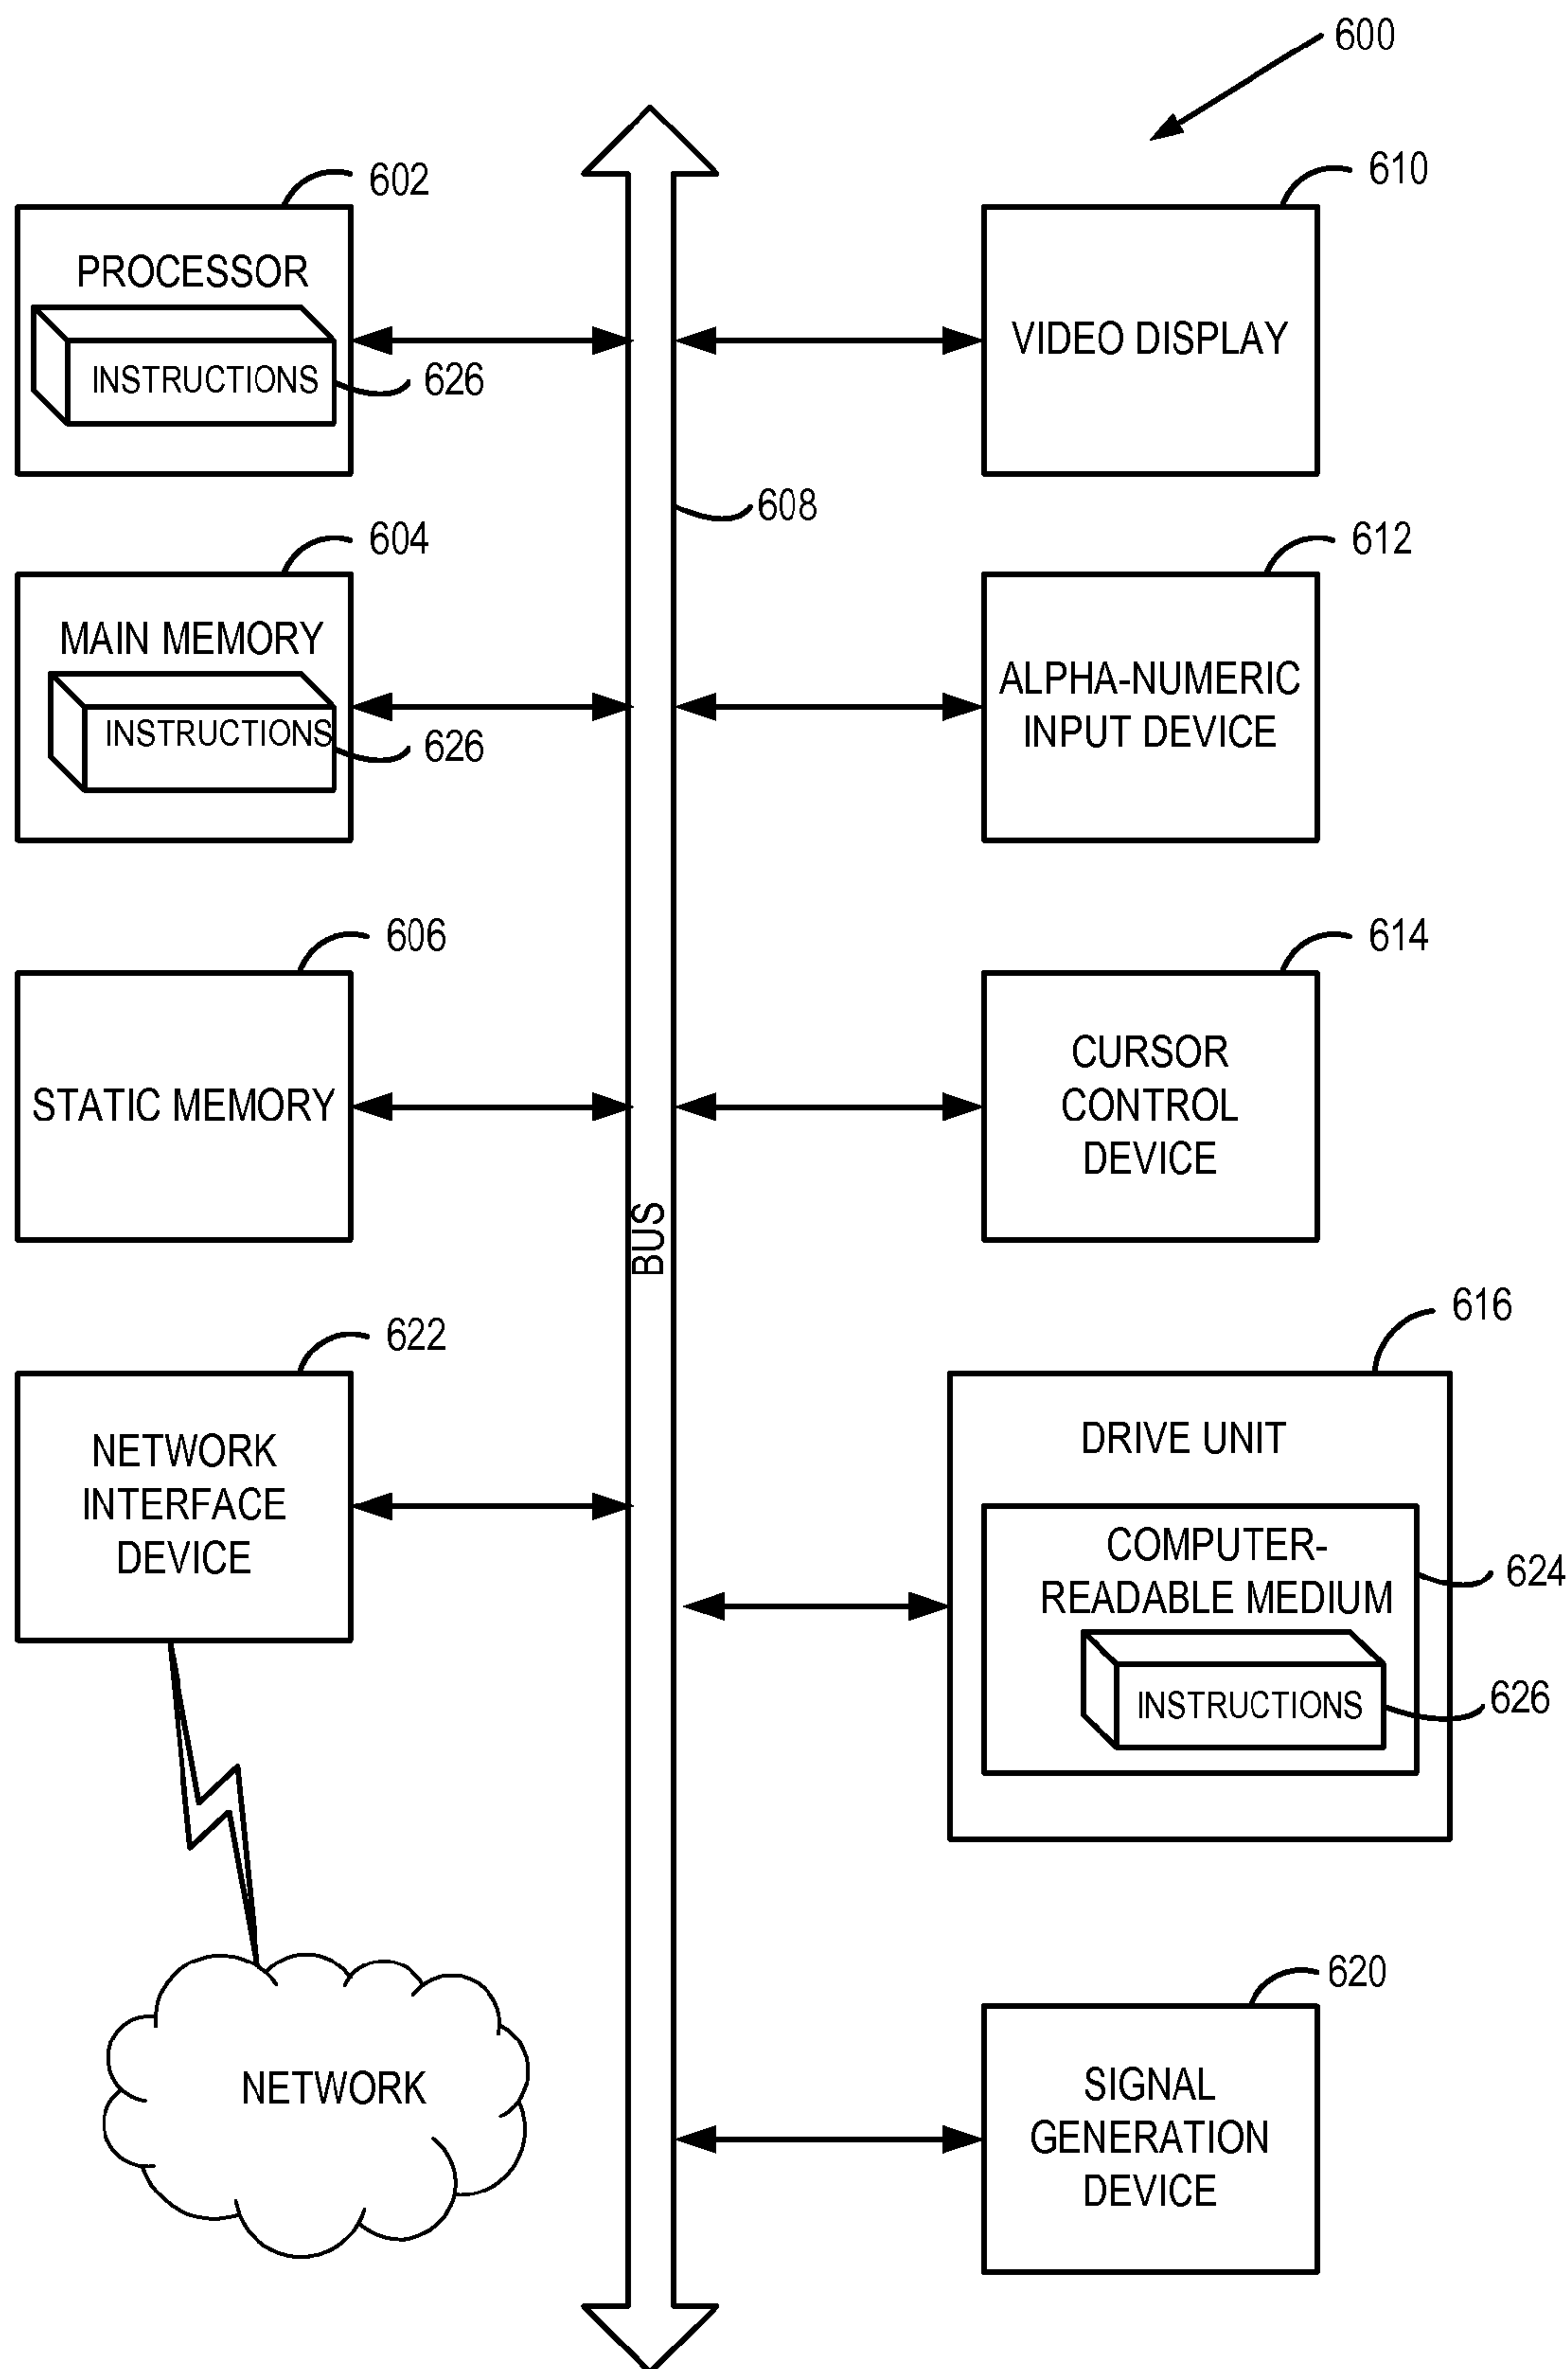 600
602
PROCESSOR
INSTRUCTIONS
626
604
MAIN MEMORY
INSTRUCTIONS
626
606
STATIC MEMORY
622
NETWORK
INTERFACE
DEVICE
NETWORK
BUS
608
610
VIDEO DISPLAY
612
ALPHA-NUMERIC
INPUT DEVICE
614
CURSOR
CONTROL
DEVICE
616
DRIVE UNIT
COMPUTER-
READABLE MEDIUM
624
INSTRUCTIONS
626
620
SIGNAL
GENERATION
DEVICE